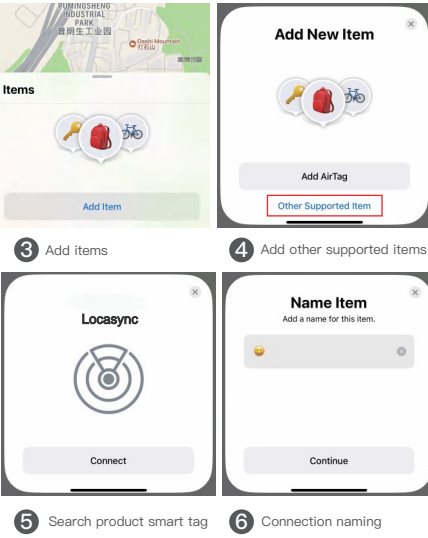 PUMINGSHENG
INDUSTRIAL
PARK
普明生工业园
Dashi Mountain
打石山
Items
Add Item
3 Add items
Add New Item
Add AirTag
Other Supported Item
4 Add other supported items
Locasync
Connect
5 Search product smart tag
Name Item
Add a name for this item.
Continue
6 Connection naming